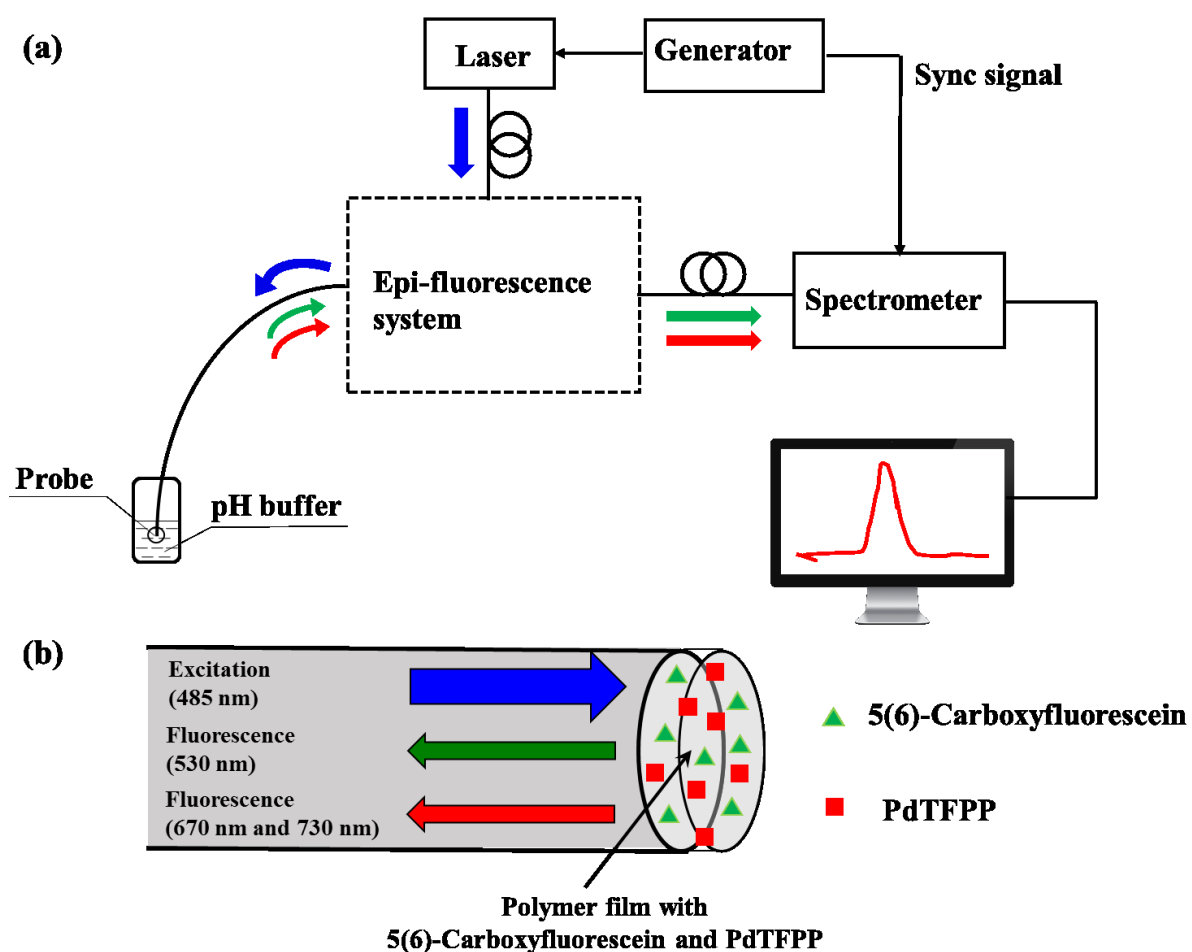 (a)
Laser
Generator
Sync signal
Epi-fluorescence
system
Spectrometer
Probe
pH buffer
(b)
Excitation
(485 nm)
Fluorescence
(530 nm)
Fluorescence
(670 nm and 730 nm)
5(6)-Carboxyfluorescein
PdTFPP
Polymer film with
5(6)-Carboxyfluorescein and PdTFPP